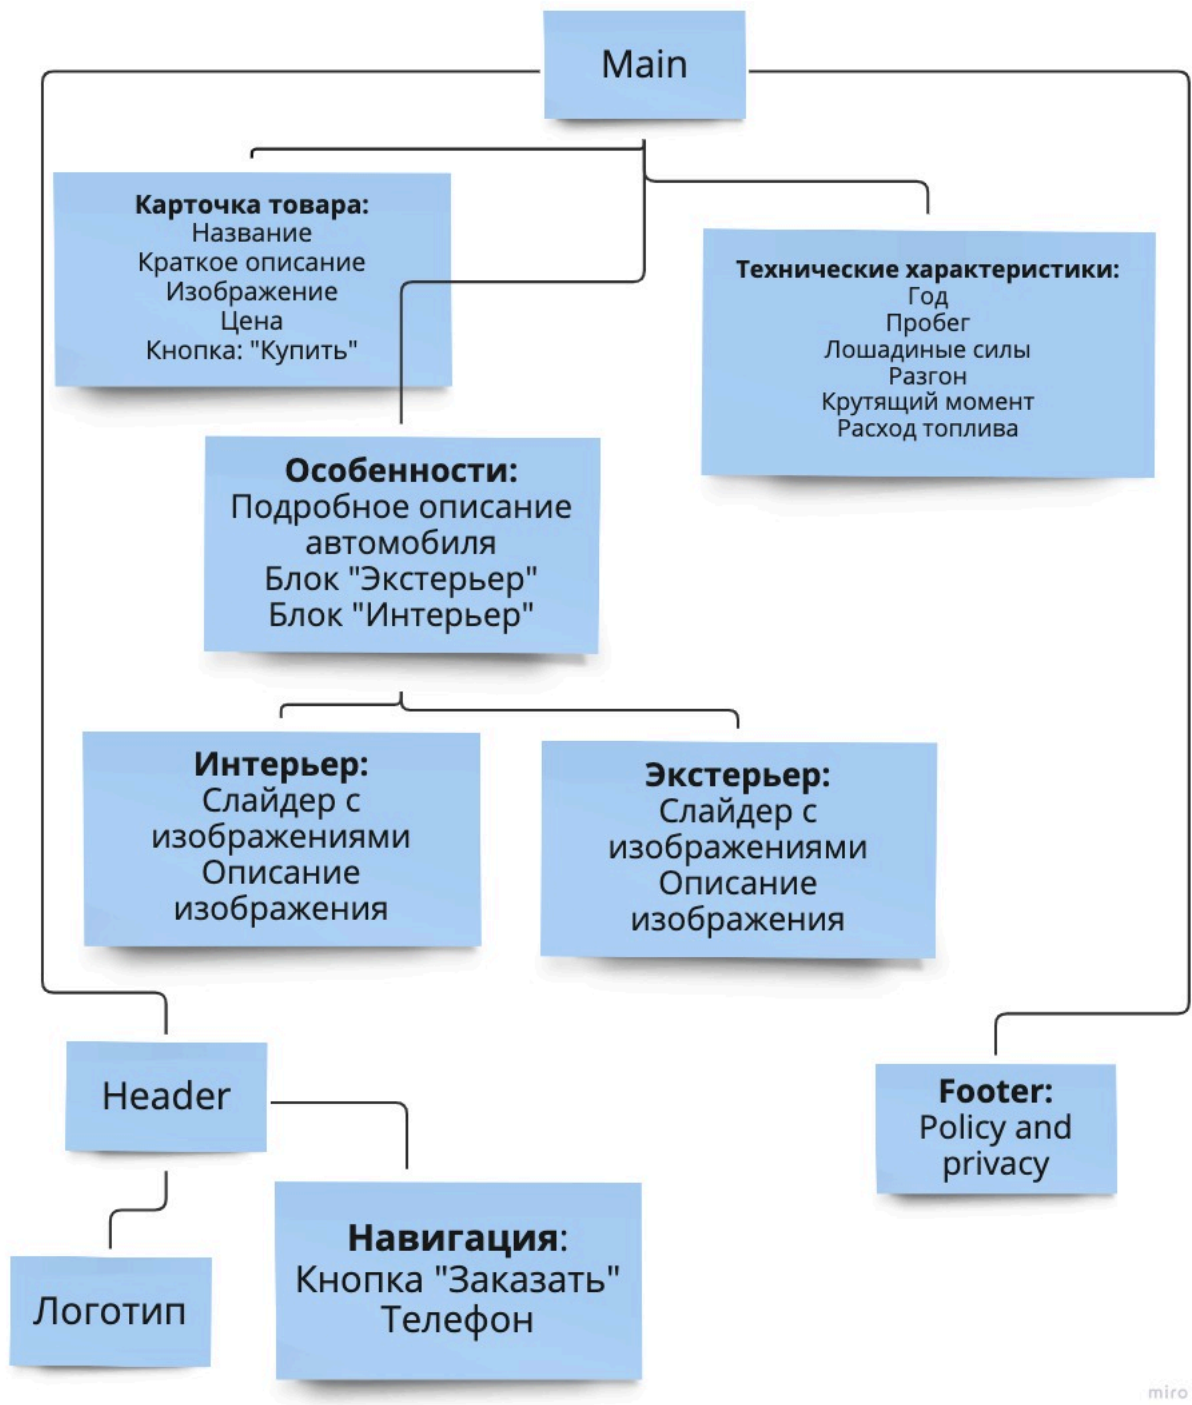 Main
Карточка товара:
Название
Краткое описание
Изображение
Цена
Кнопка: "Купить"
Технические характеристики:
Год
Пробег
Лошадиные силы
Разгон
Крутящий момент
Расход топлива
Особенности:
Подробное описание
автомобиля
Блок "Экстерьер"
Блок "Интерьер"
Интерьер:
Слайдер с
изображениями
Описание
изображения
Экстерьер:
Слайдер с
изображениями
Описание
изображения
Header
Footer:
Policy and
privacy
Навигация:
Кнопка "Заказать"
Телефон
Логотип
miro